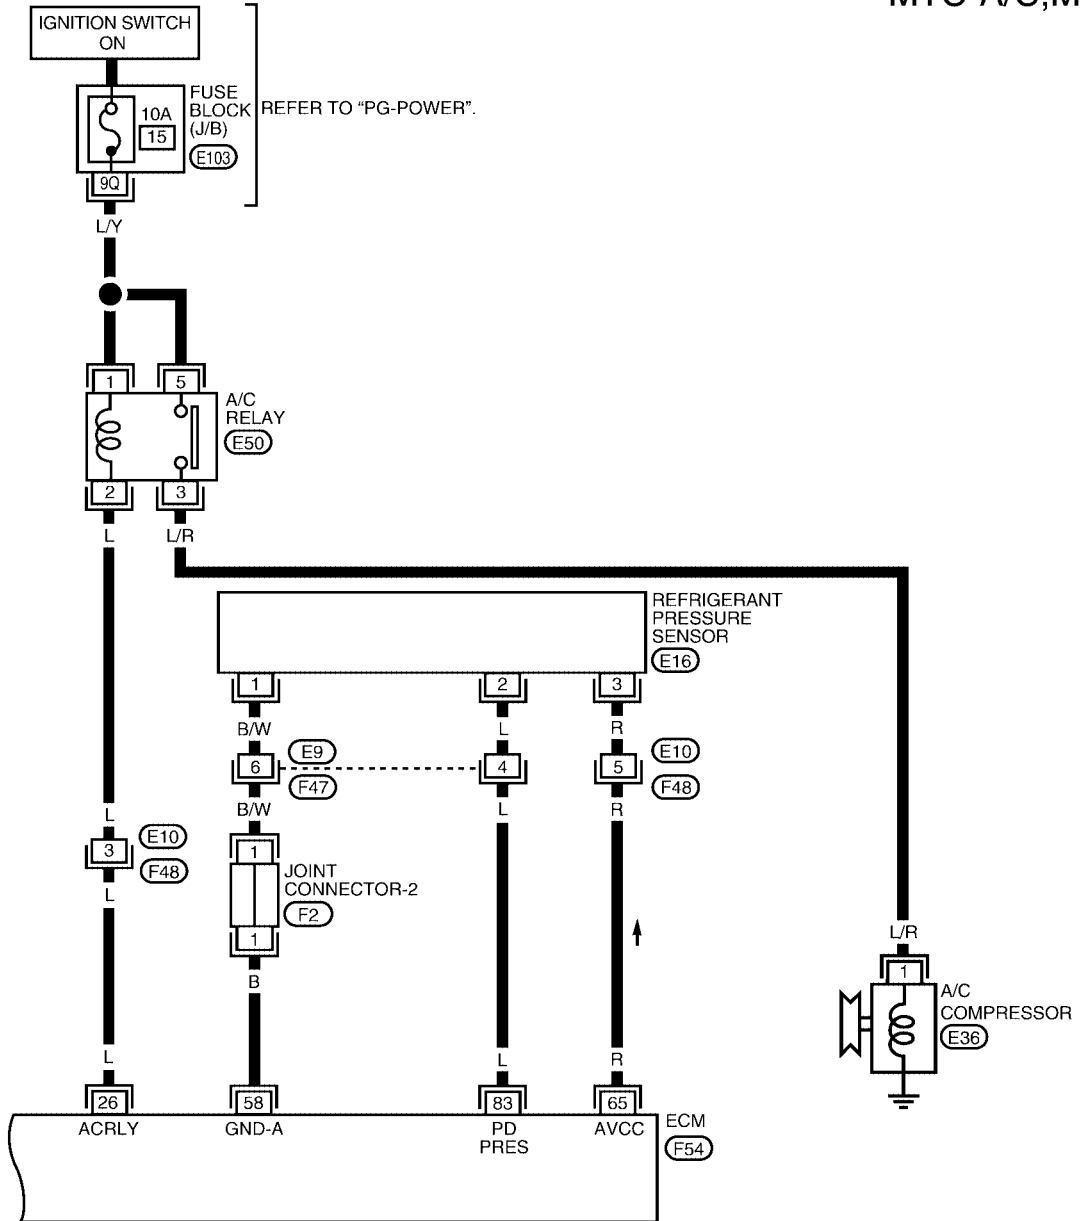 MTC-A/C,M
IGNITION SWITCH
ON
FUSE
BLOCK
(J/B)
E103
10A
15
REFER TO “PG-POWER”.
9Q
L/Y
1
5
A/C
RELAY
E50
2
3
L
L/R
REFRIGERANT
PRESSURE
SENSOR
E16
1
2
3
B/W
L
R
6
E9
F47
4
5
E10
F48
B/W
L
R
L
3
E10
F48
L
1
JOINT
CONNECTOR-2
F2
1
B
L/R
1
A/C
COMPRESSOR
E36
L
L
R
26
58
83
65
ACRLY
GND-A
PD
PRES
AVCC
ECM
F54